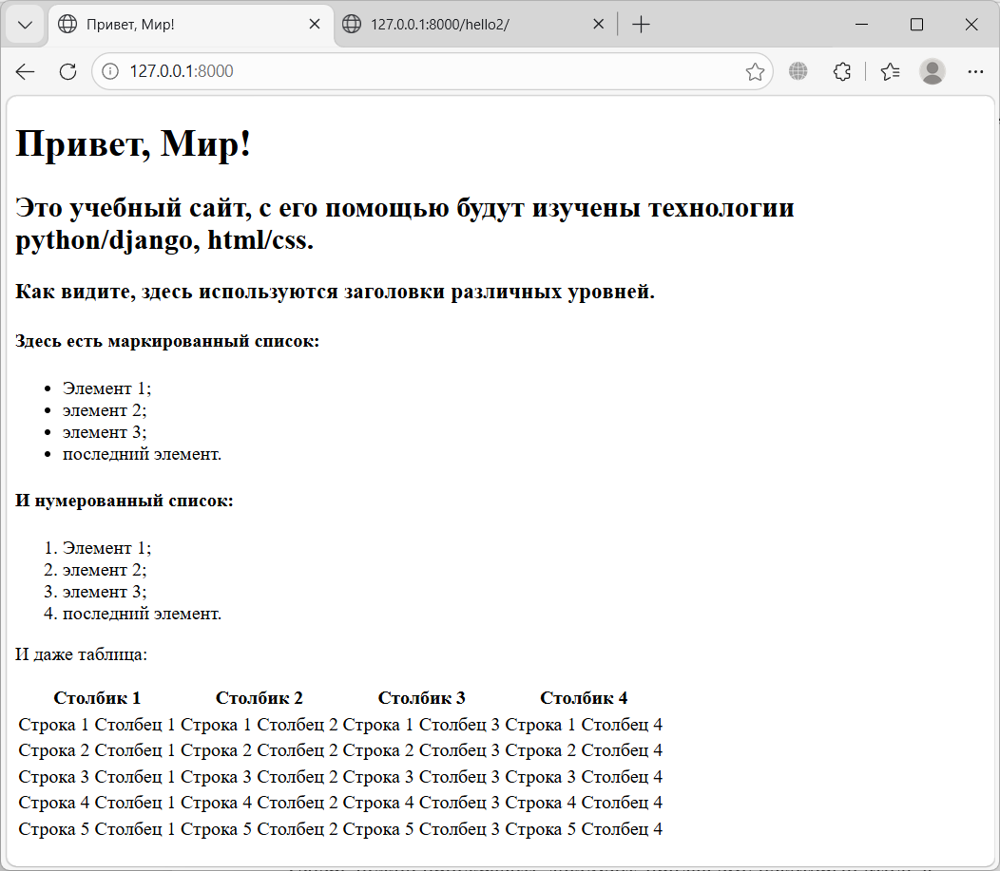 Привет, Мир!
127.0.0.1:8000/hello2/
127.0.0.1:8000
Привет, Мир!
Это учебный сайт, с его помощью будут изучены технологии
python/django, html/css.
Как видите, здесь используются заголовки различных уровней.
Здесь есть маркированный список:
• Элемент 1;
• элемент 2;
• элемент 3;
• последний элемент.
И нумерованный список:
1. Элемент 1;
2. элемент 2;
3. элемент 3;
4. последний элемент.
И даже таблица:
Столбик 1 Столбик 2 Столбик 3 Столбик 4
Строка 1 Столбец 1 Строка 1 Столбец 2 Строка 1 Столбец 3 Строка 1 Столбец 4
Строка 2 Столбец 1 Строка 2 Столбец 2 Строка 2 Столбец 3 Строка 2 Столбец 4
Строка 3 Столбец 1 Строка 3 Столбец 2 Строка 3 Столбец 3 Строка 3 Столбец 4
Строка 4 Столбец 1 Строка 4 Столбец 2 Строка 4 Столбец 3 Строка 4 Столбец 4
Строка 5 Столбец 1 Строка 5 Столбец 2 Строка 5 Столбец 3 Строка 5 Столбец 4